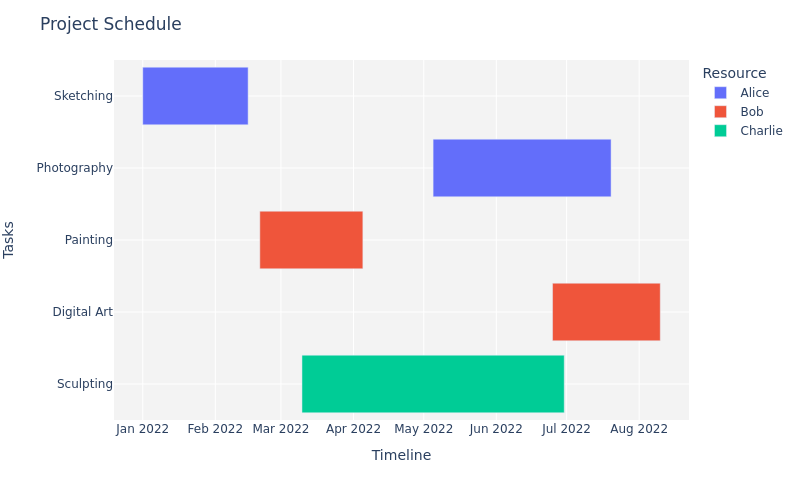 Project Schedule
Resource
Alice
Bob
Charlie
Tasks
Sketching
Photography
Painting
Digital Art
Sculpting
Jan 2022 Feb 2022 Mar 2022 Apr 2022 May 2022 Jun 2022 Jul 2022 Aug 2022
Timeline